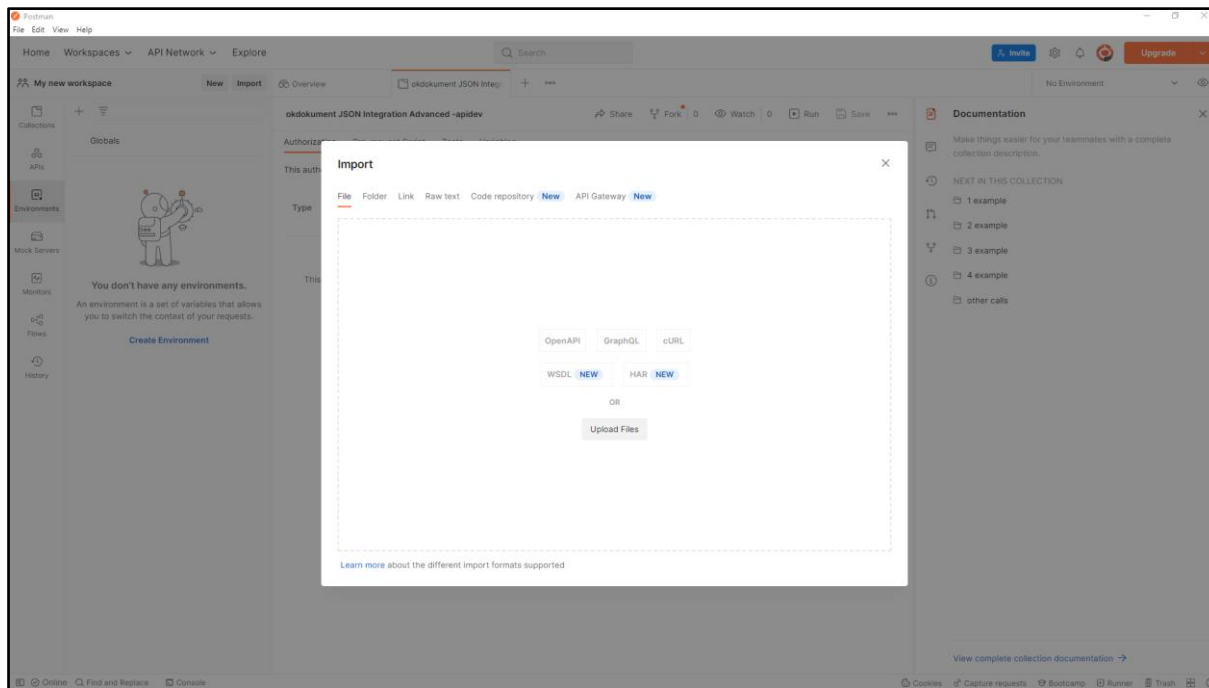 Postman
File Edit View Help
Home Workspaces API Network Explore
Search
Invite
Upgrade
My new workspace
New Import
Overview
okdokument JSON Integr
No Environment
Collections
APIs
Environments
Mock Servers
Monitors
Flows
History
Globals
You don't have any environments.
An environment is a set of variables that allows
you to switch the context of your requests.
Create Environment
okdokument JSON Integration Advanced -apidev
Share Fork 0 Watch 0 Run Save
Authorization
This auth
Type
This
Import
File Folder Link Raw text Code repository New API Gateway New
OpenAPI GraphQL cURL
WSDL NEW HAR NEW
OR
Upload Files
Learn more about the different import formats supported
Documentation
Make things easier for your teammates with a complete
collection description.
NEXT IN THIS COLLECTION
1 example
2 example
3 example
4 example
other calls
View complete collection documentation →
Online Find and Replace Console
Cookies Capture requests Bootcamp Runner Trash